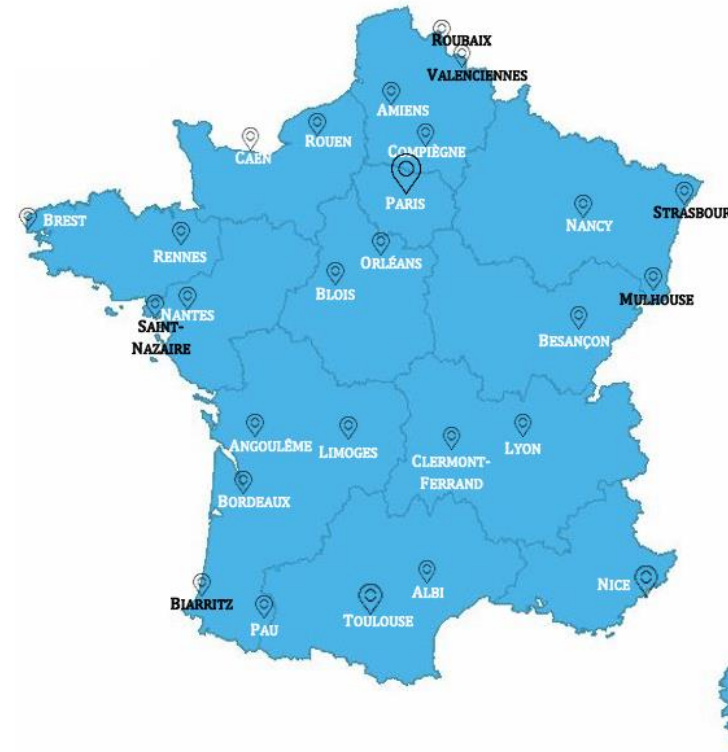 ROUBAIX
VALENCIENNES
AMIENS
ROUEN
COMPIÈGNE
CAEN
PARIS
BREST
NANCY
STRASBOUR
RENNES
ORLÉANS
BLOIS
MULHOUSE
NANTES
SAINT-
NAZAIRE
BESANÇON
ANGOULÊME
LIMOGES
LYON
CLERMONT-
FERRAND
BORDEAUX
NICE
ALBI
BIARRITZ
TOULOUSE
PAU